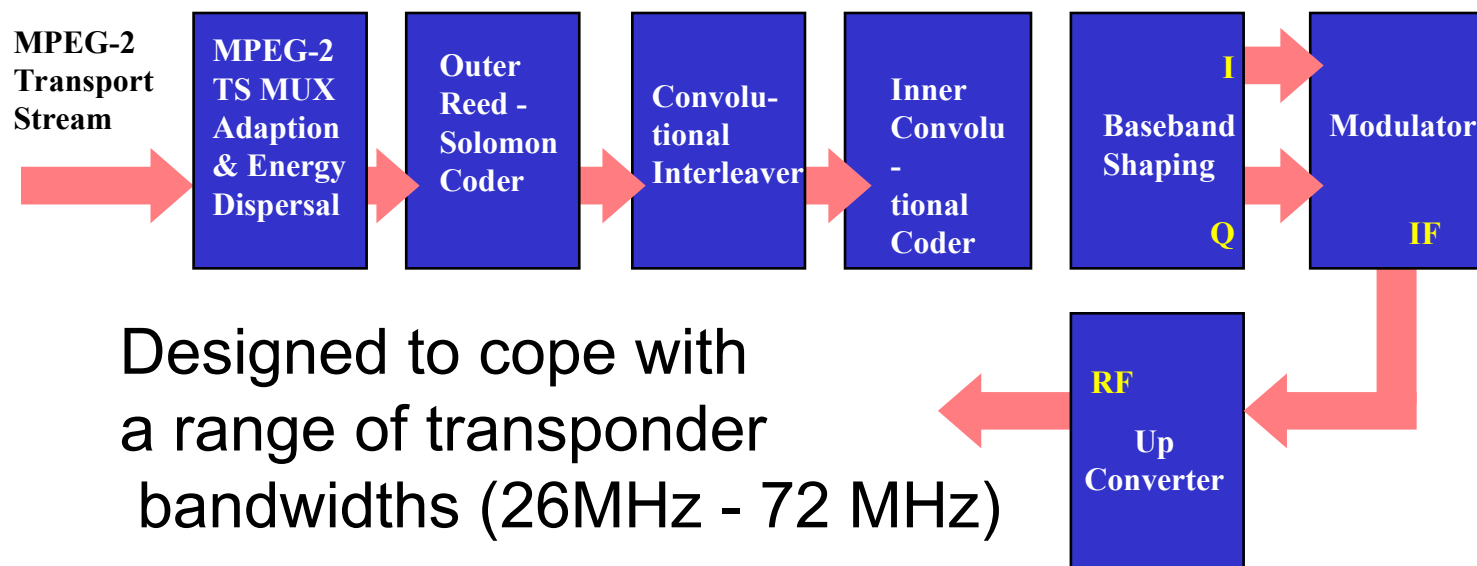 MPEG-2
Transport
Stream
MPEG-2
TS MUX
Adaption
& Energy
Dispersal
Outer
Reed -
Solomon
Coder
Convolu-
tional
Interleaver
Inner
Convolu
-
tional
Coder
I
Baseband
Shaping
Q
Modulator
IF
RF
Up
Converter
Designed to cope with
a range of transponder
bandwidths (26MHz - 72 MHz)